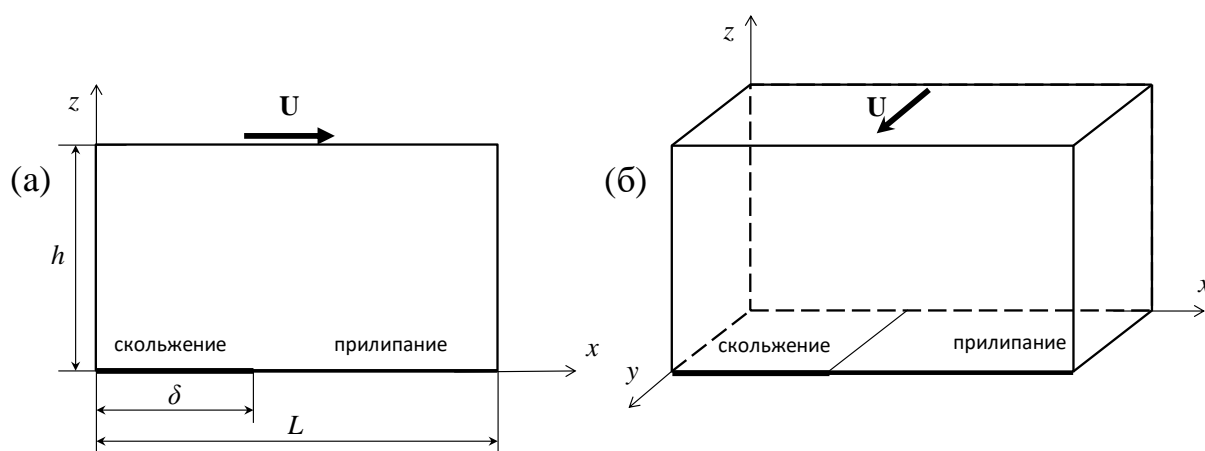 (а)
z
U
h
скольжение
прилипание
x
δ
L
(б)
z
U
скольжение
прилипание
x
y